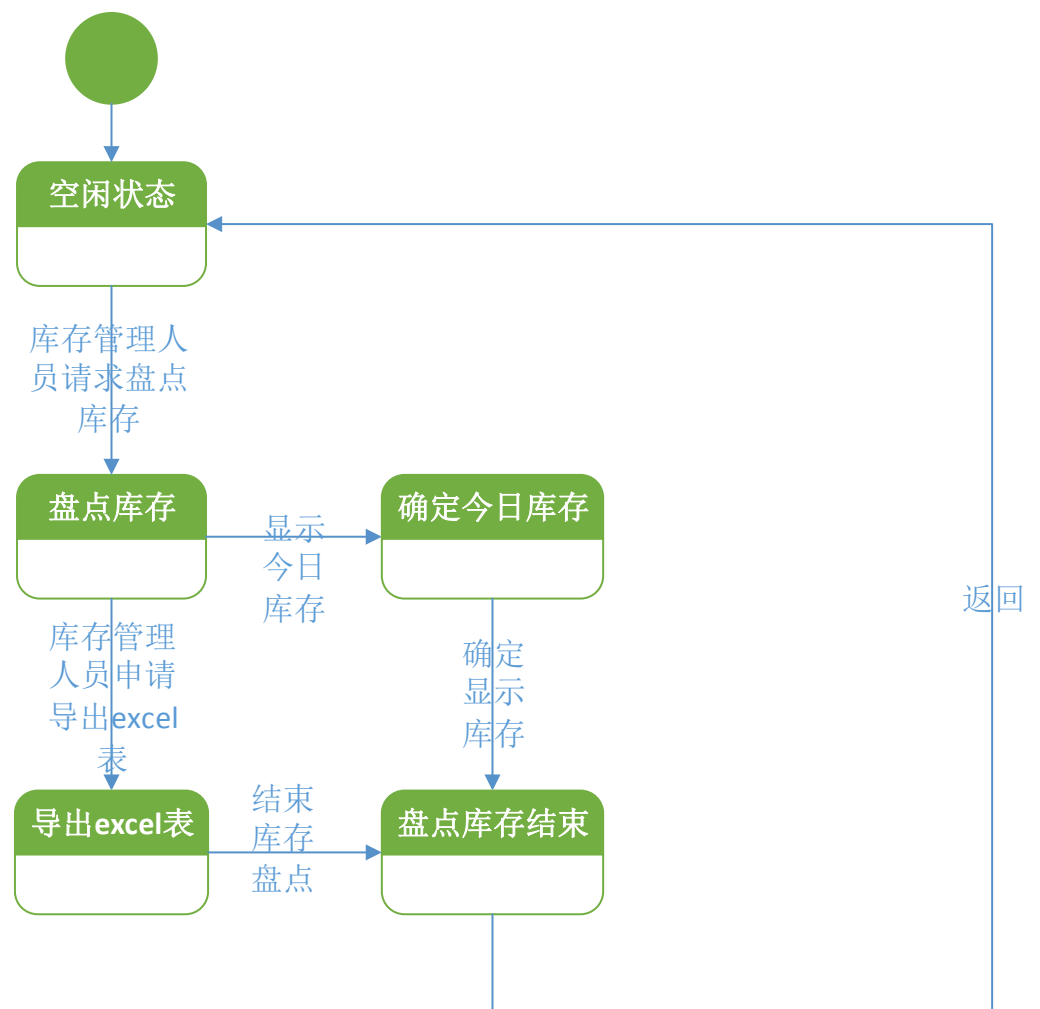 空闲状态
库存管理人
员请求盘点
库存
盘点库存
显示
今日
库存
确定今日库存
返回
库存管理
人员申请
导出excel
表
确定
显示
库存
导出excel表
结束
库存
盘点
盘点库存结束